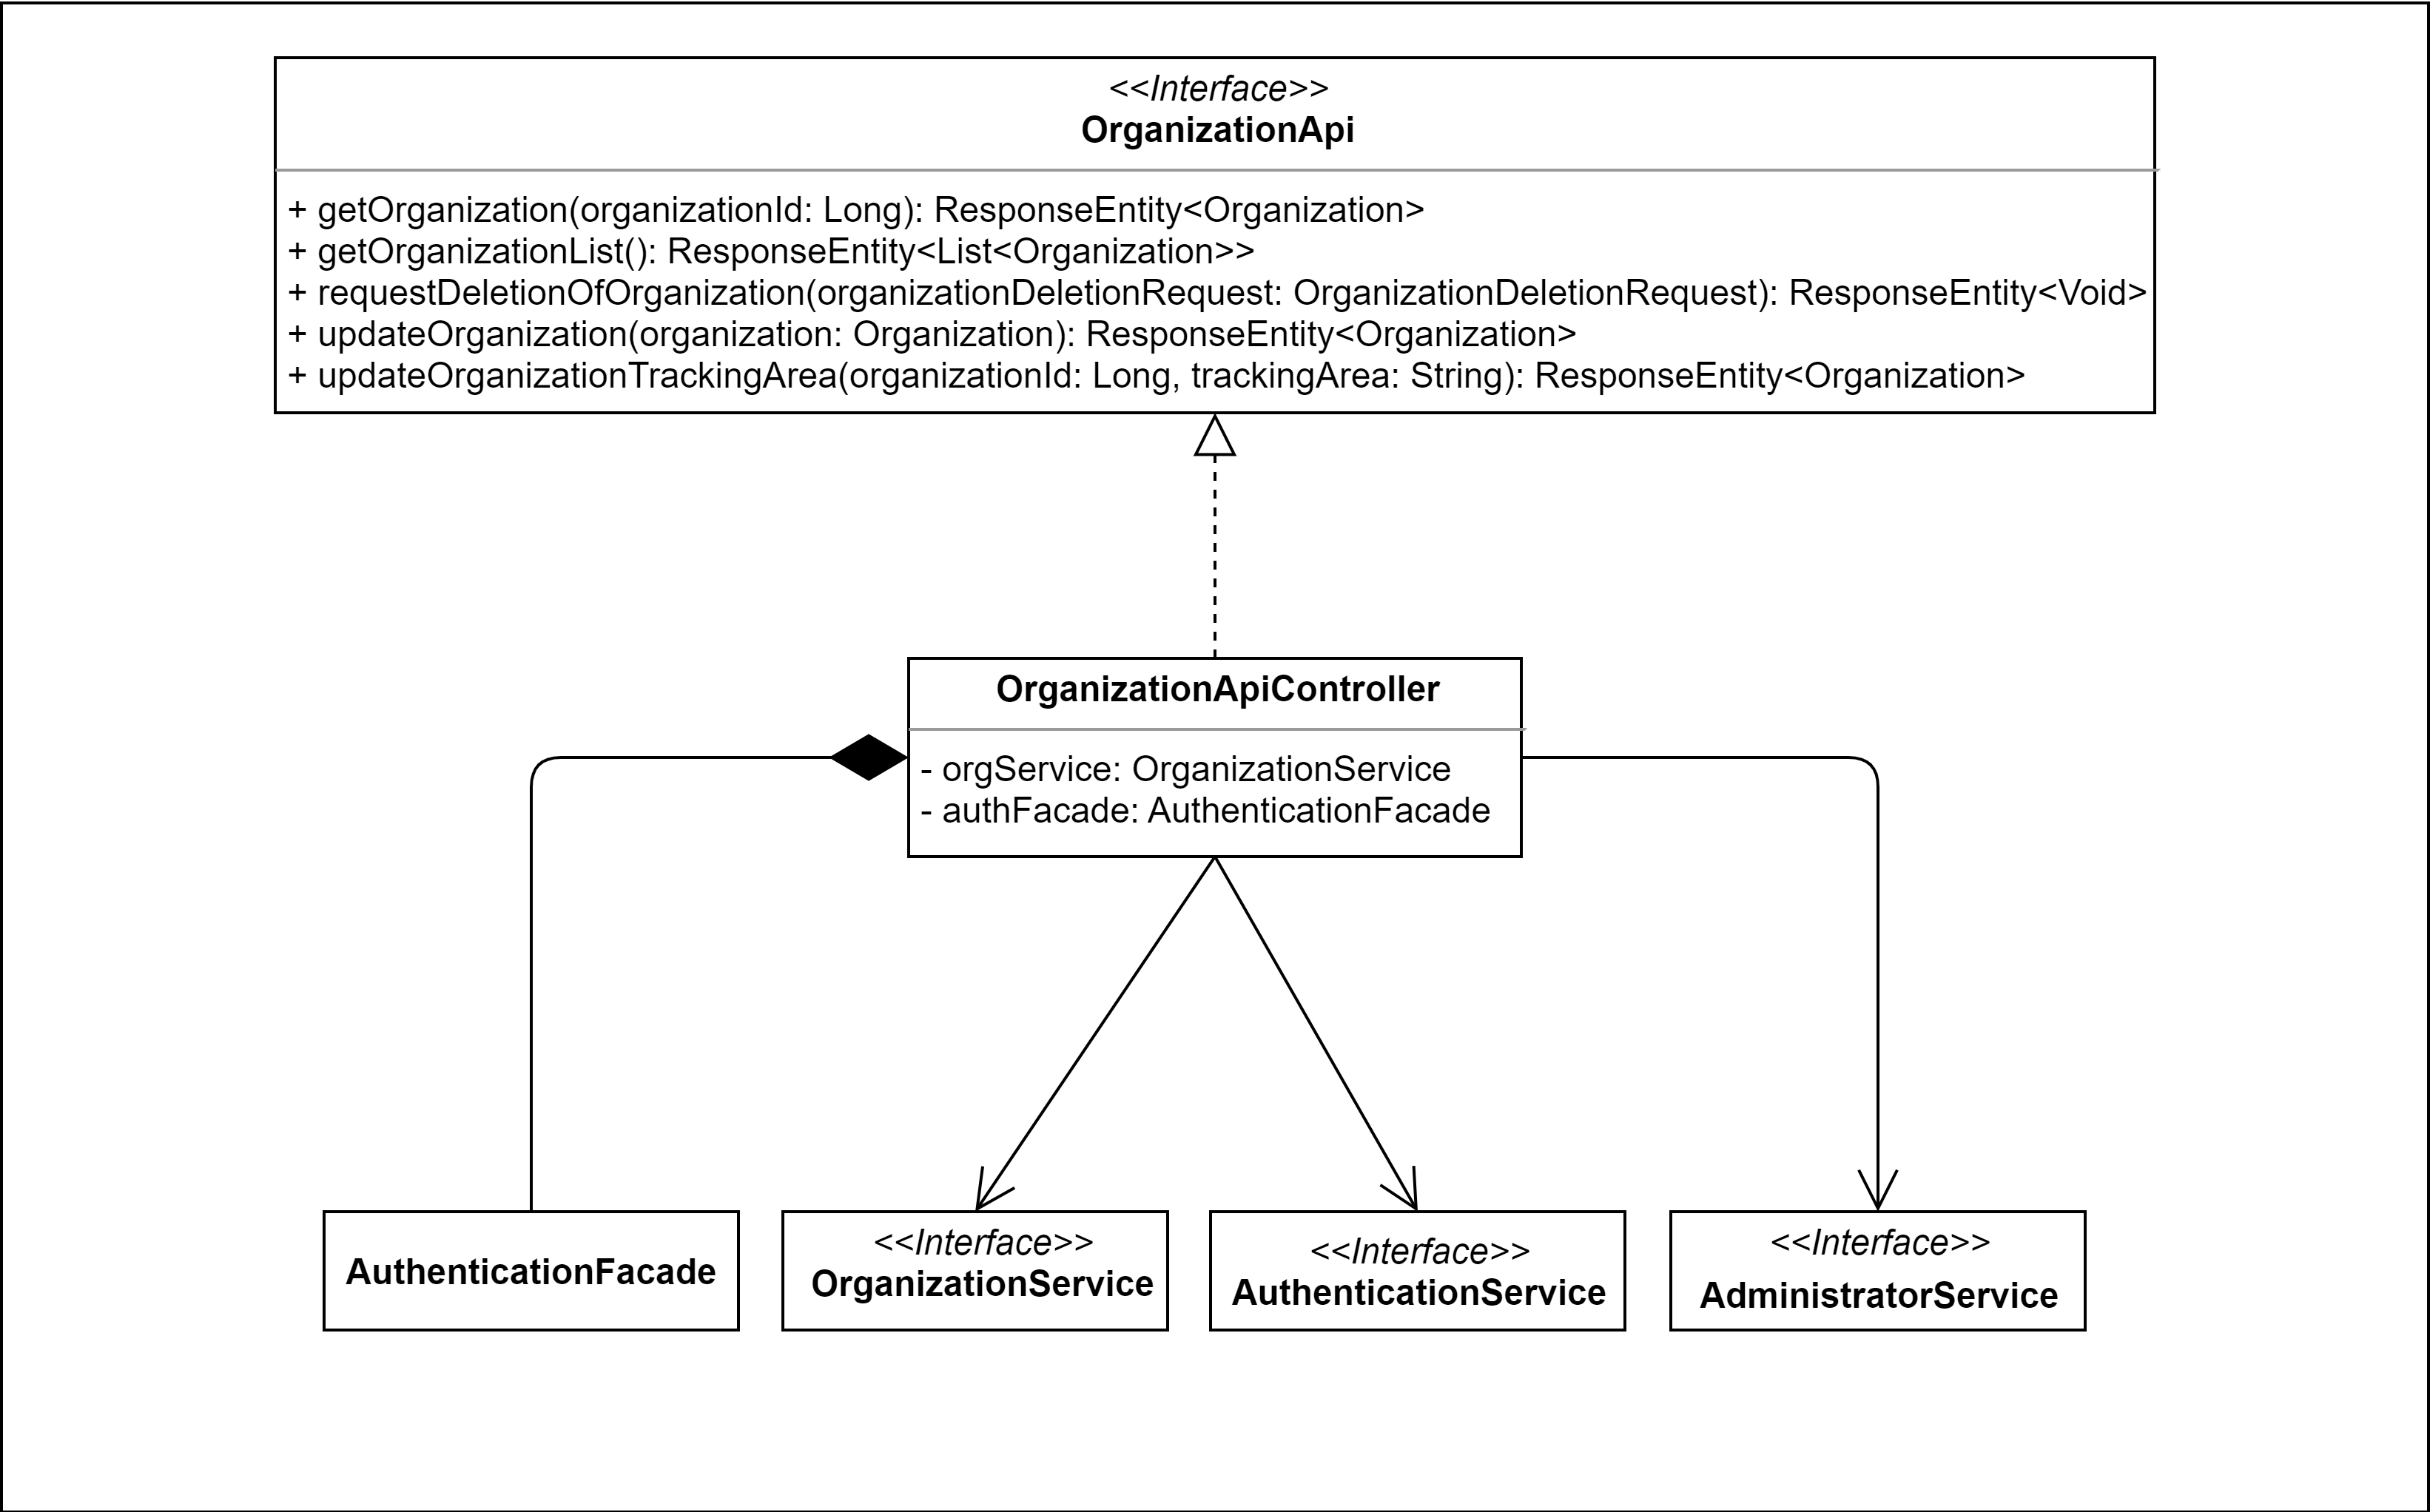 <<Interface>>
OrganizationApi
+ getOrganization(organizationId: Long): ResponseEntity<Organization>
+ getOrganizationList(): ResponseEntity<List<Organization>>
+ requestDeletionOfOrganization(organizationDeletionRequest: OrganizationDeletionRequest): ResponseEntity<Void>
+ updateOrganization(organization: Organization): ResponseEntity<Organization>
+ updateOrganizationTrackingArea(organizationId: Long, trackingArea: String): ResponseEntity<Organization>
OrganizationApiController
- orgService: OrganizationService
- authFacade: AuthenticationFacade
AuthenticationFacade
<<Interface>>
OrganizationService
<<Interface>>
AuthenticationService
<<Interface>>
AdministratorService